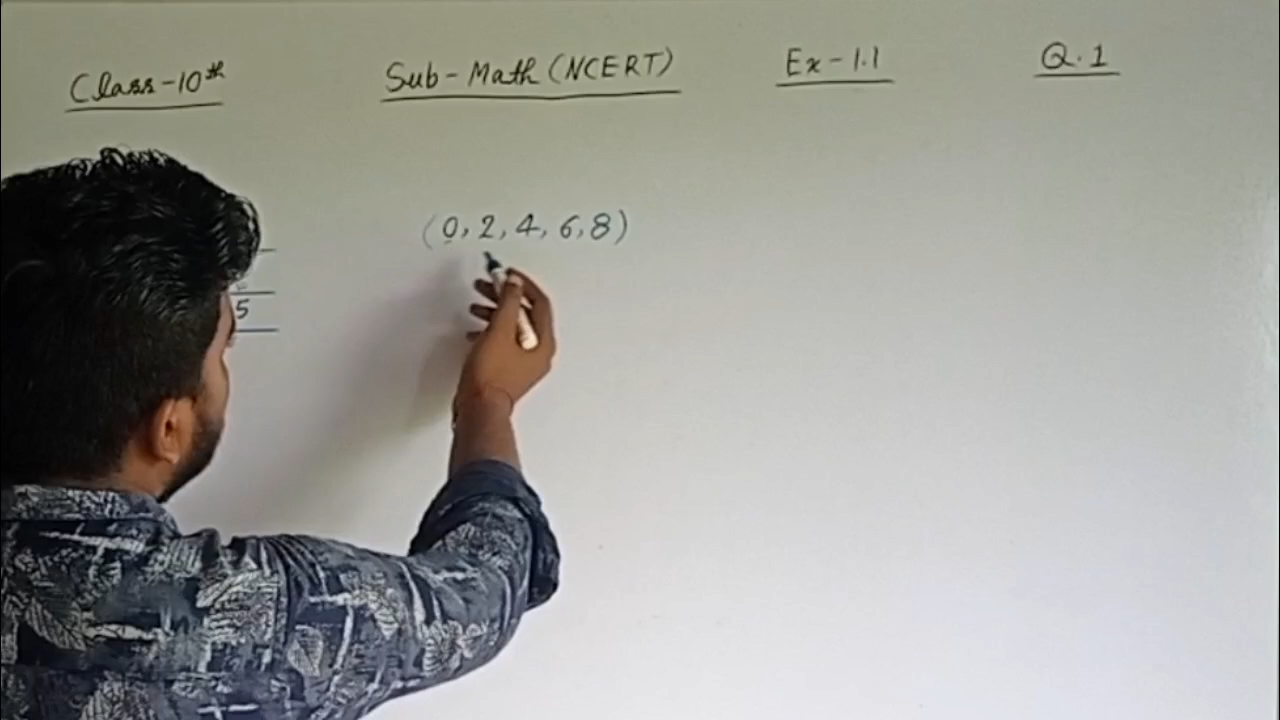 Class-10th Sub-Math (NCERT) Ex-1.1 Q.1
(0, 2, 4, 6, 8)
5